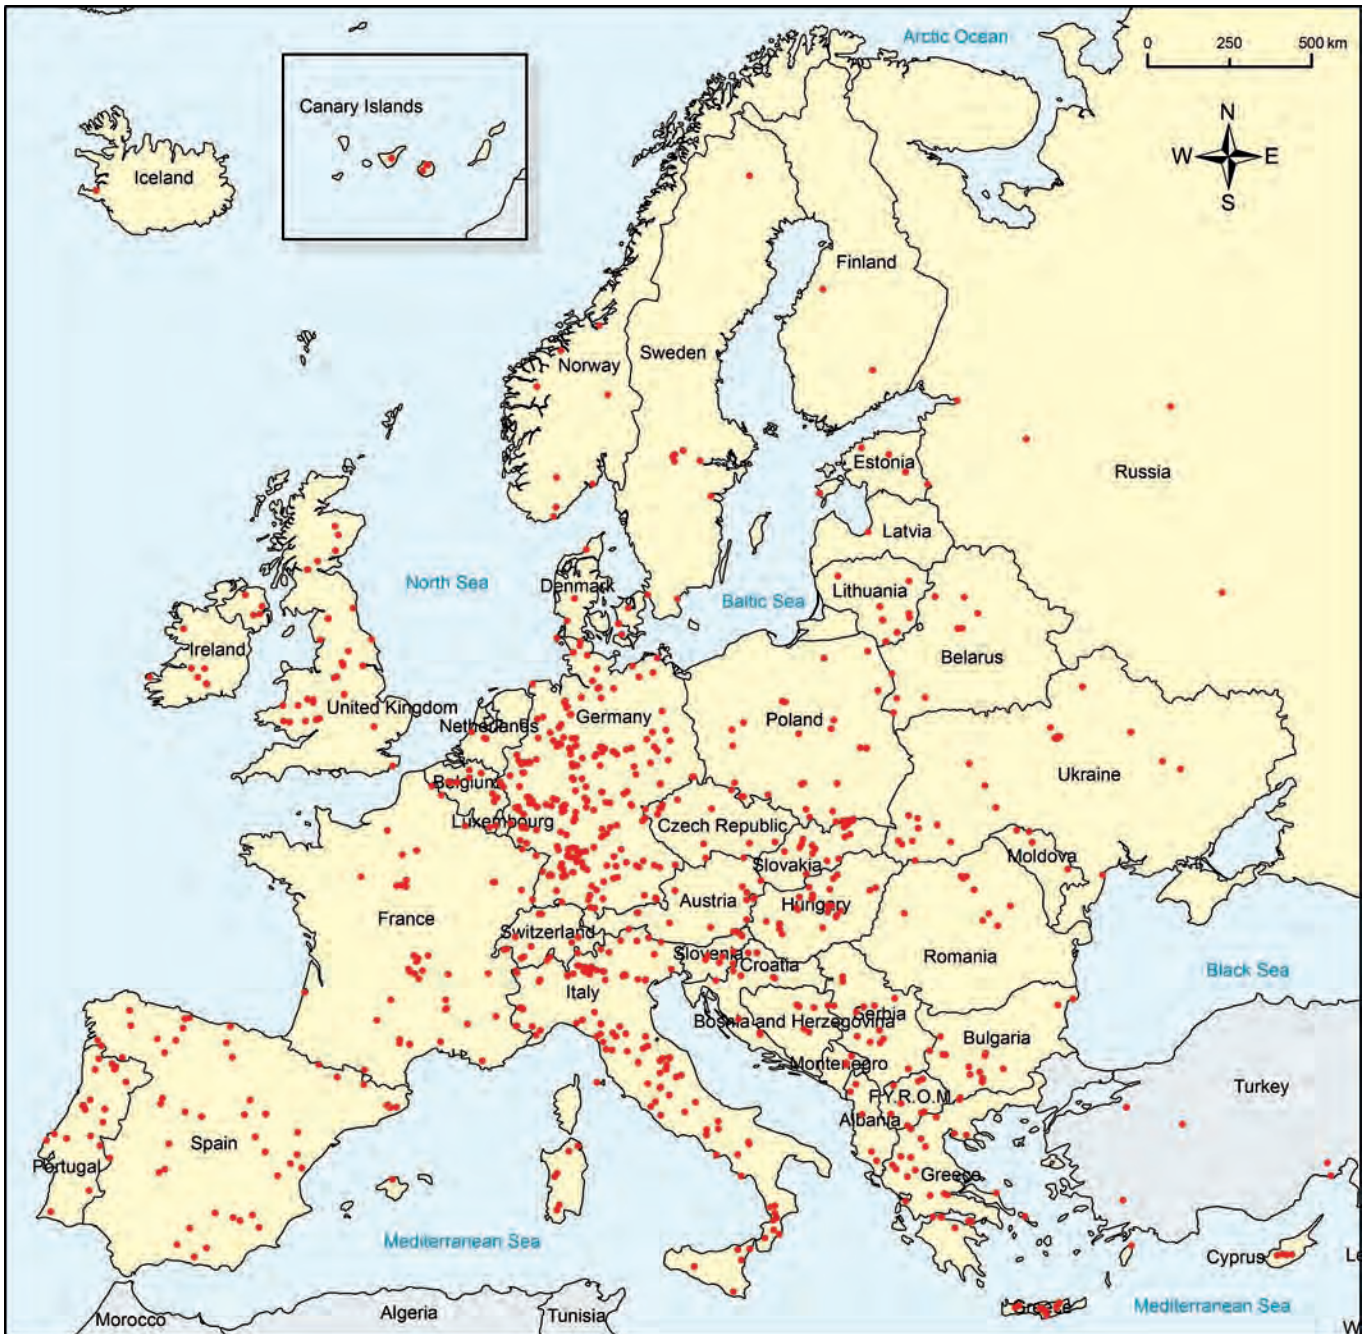 Arctic Ocean
0 250 500 km
Canary Islands
N
W E
S
Iceland
Finland
Norway
Sweden
Russia
Estonia
Latvia
North Sea
Denmark
Baltic Sea
Lithuania
Ireland
Belarus
United Kingdom
Netherlands
Germany
Poland
Ukraine
Belgium
Luxembourg
Czech Republic
Slovakia
Moldova
Austria
Hungary
France
Switzerland
Slovenia
Croatia
Romania
Black Sea
Italy
Bosnia and Herzegovina
Serbia
Bulgaria
Montenegro
Turkey
F.Y.R.O.M.
Albania
Spain
Portugal
Greece
Mediterranean Sea
Cyprus
Le
Greece
Mediterranean Sea
Morocco
Algeria
Tunisia
W